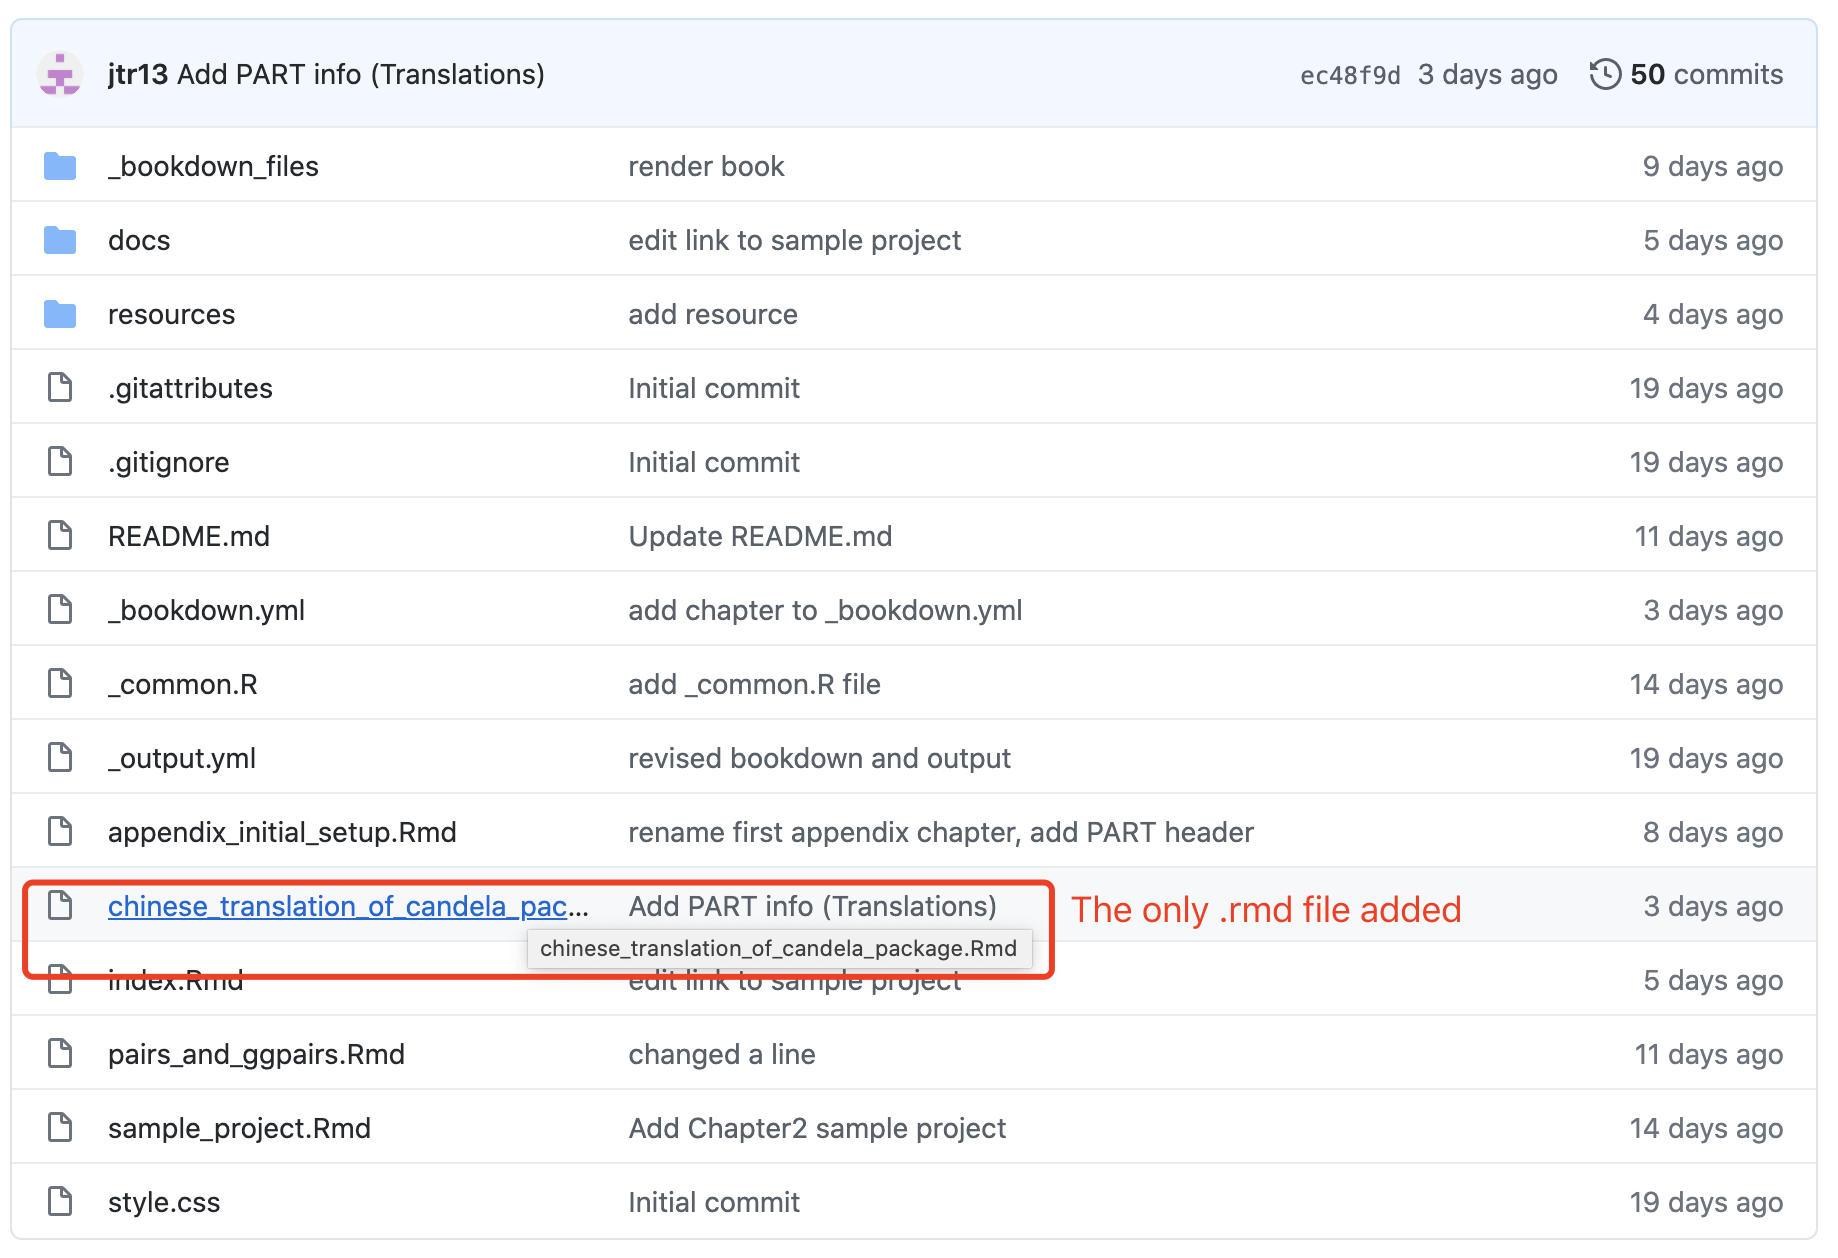 jtr13 Add PART info (Translations) ec48f9d 3 days ago 50 commits
_bookdown_files render book 9 days ago
docs edit link to sample project 5 days ago
resources add resource 4 days ago
.gitattributes Initial commit 19 days ago
.gitignore Initial commit 19 days ago
README.md Update README.md 11 days ago
_bookdown.yml add chapter to _bookdown.yml 3 days ago
_common.R add _common.R file 14 days ago
_output.yml revised bookdown and output 19 days ago
appendix_initial_setup.Rmd rename first appendix chapter, add PART header 8 days ago
chinese_translation_of_candela_pac... Add PART info (Translations) The only .rmd file added 3 days ago
chinese_translation_of_candela_package.Rmd
index.Rmd edit link to sample project 5 days ago
pairs_and_ggpairs.Rmd changed a line 11 days ago
sample_project.Rmd Add Chapter2 sample project 14 days ago
style.css Initial commit 19 days ago